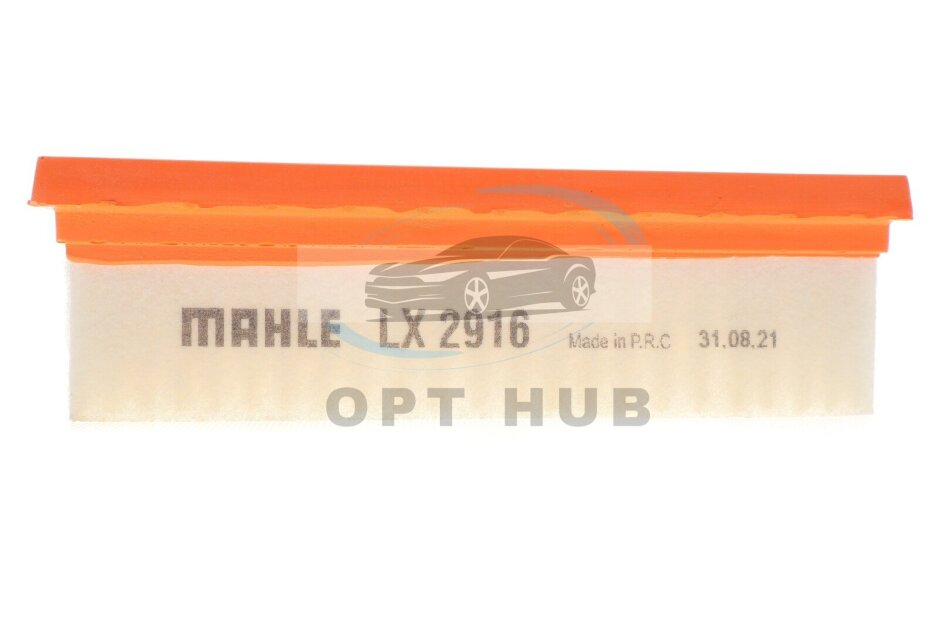 MAHLE LX 2916 Made in P.R.C 31.08.21
OPT HUB